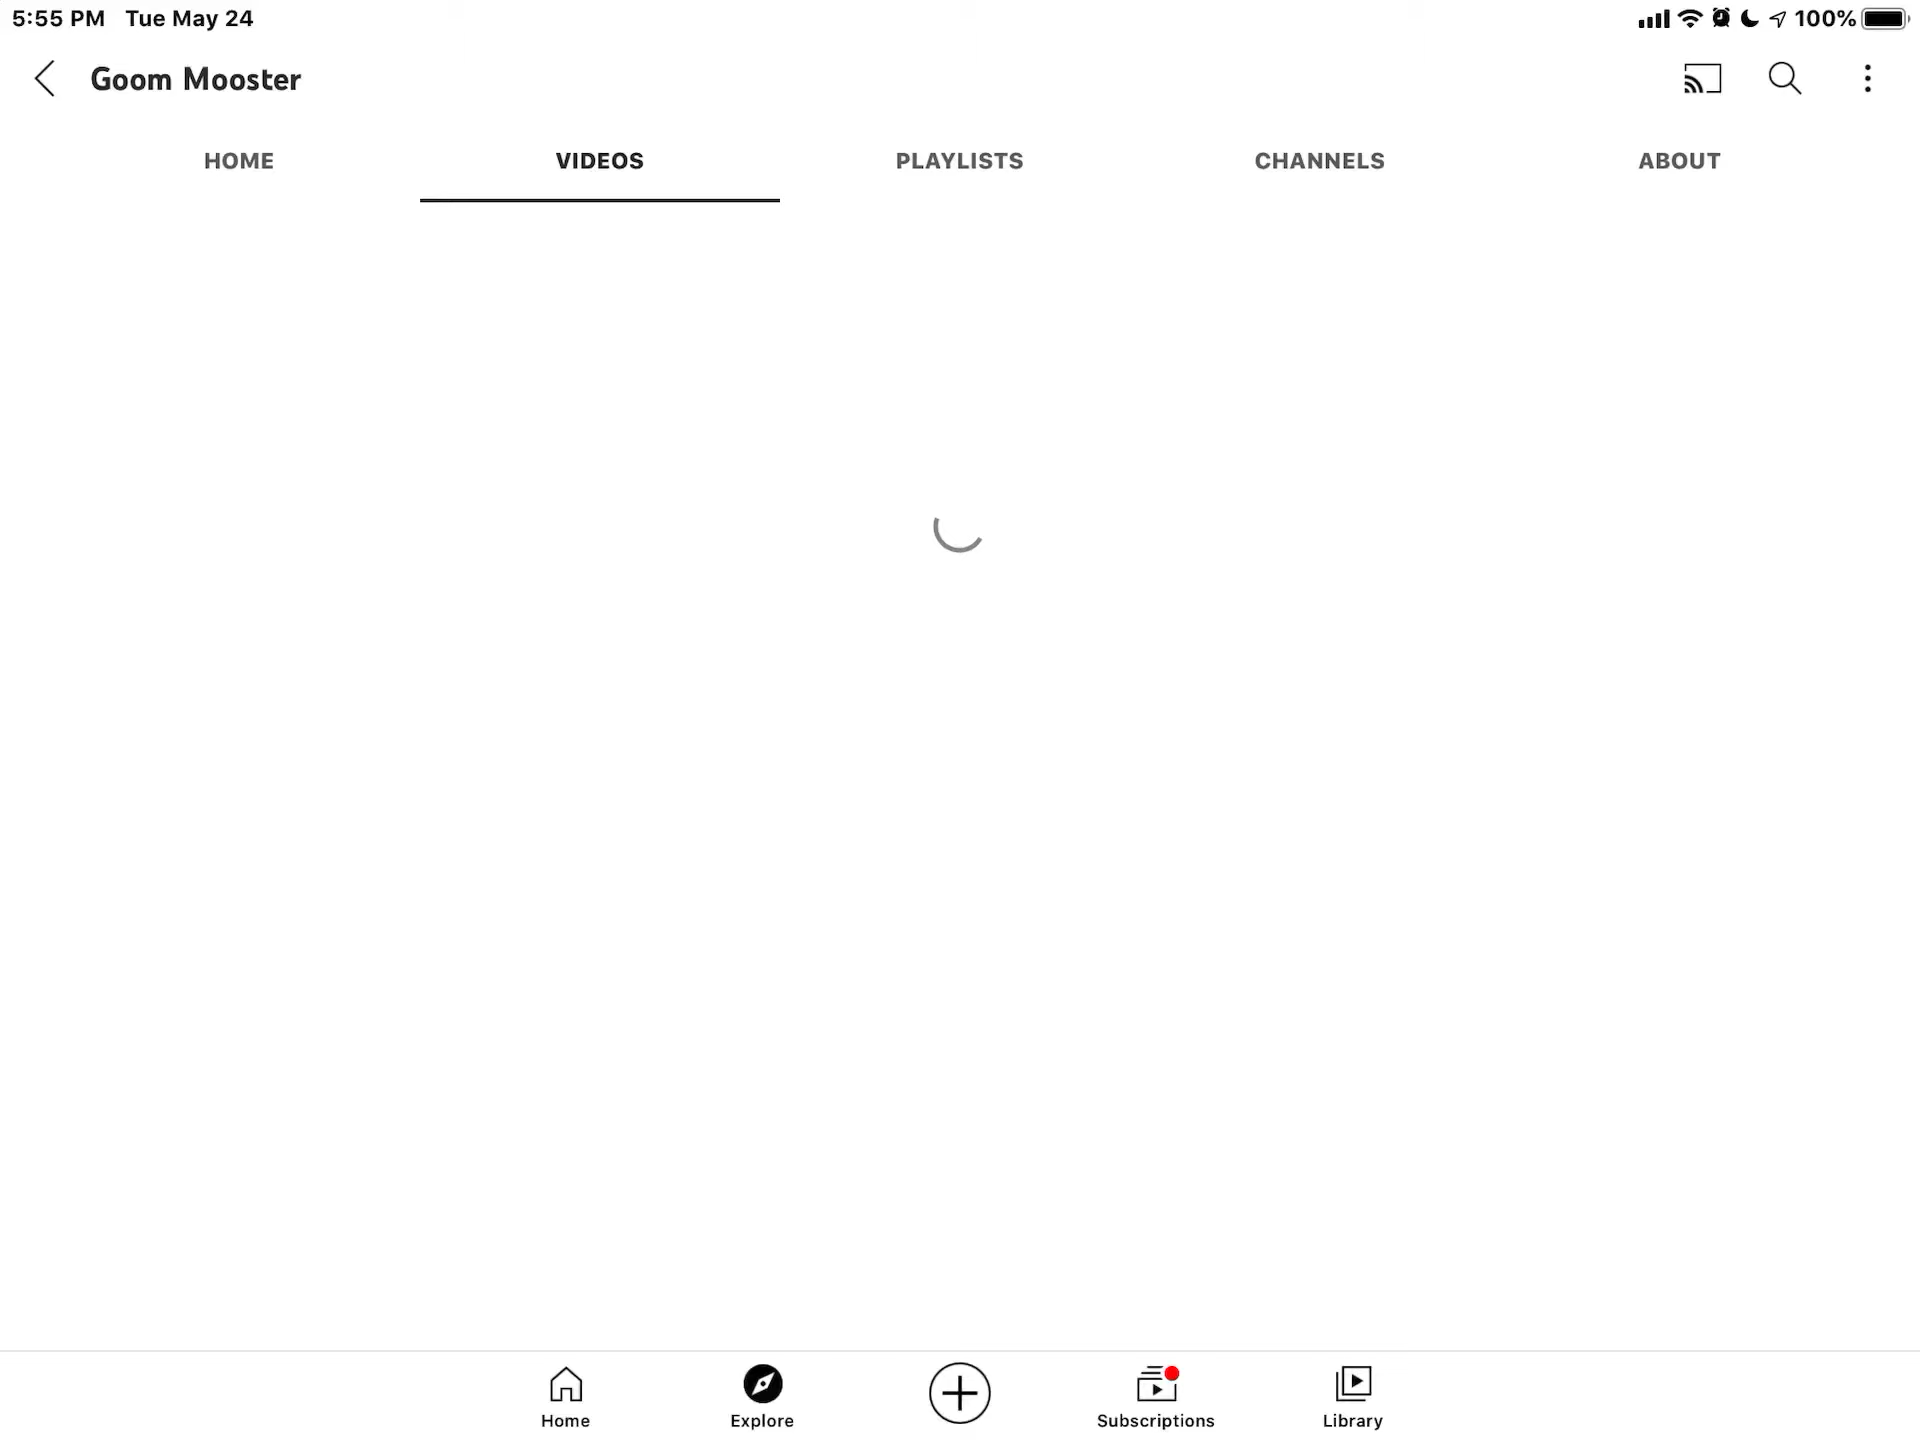 5:55 PM Tue May 24 100%
Goom Mooster
HOME VIDEOS PLAYLISTS CHANNELS ABOUT
Home Explore Subscriptions Library